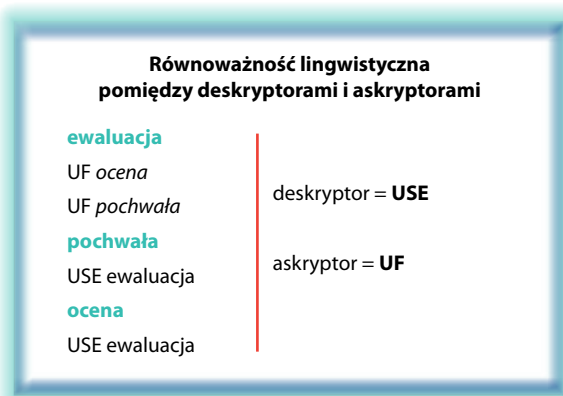 Równoważność lingwistyczna
pomiędzy deskryptorami i askryptorami
ewaluacja
UF ocena
UF pochwała
pochwała
USE ewaluacja
ocena
USE ewaluacja
deskryptor = USE
askryptor = UF